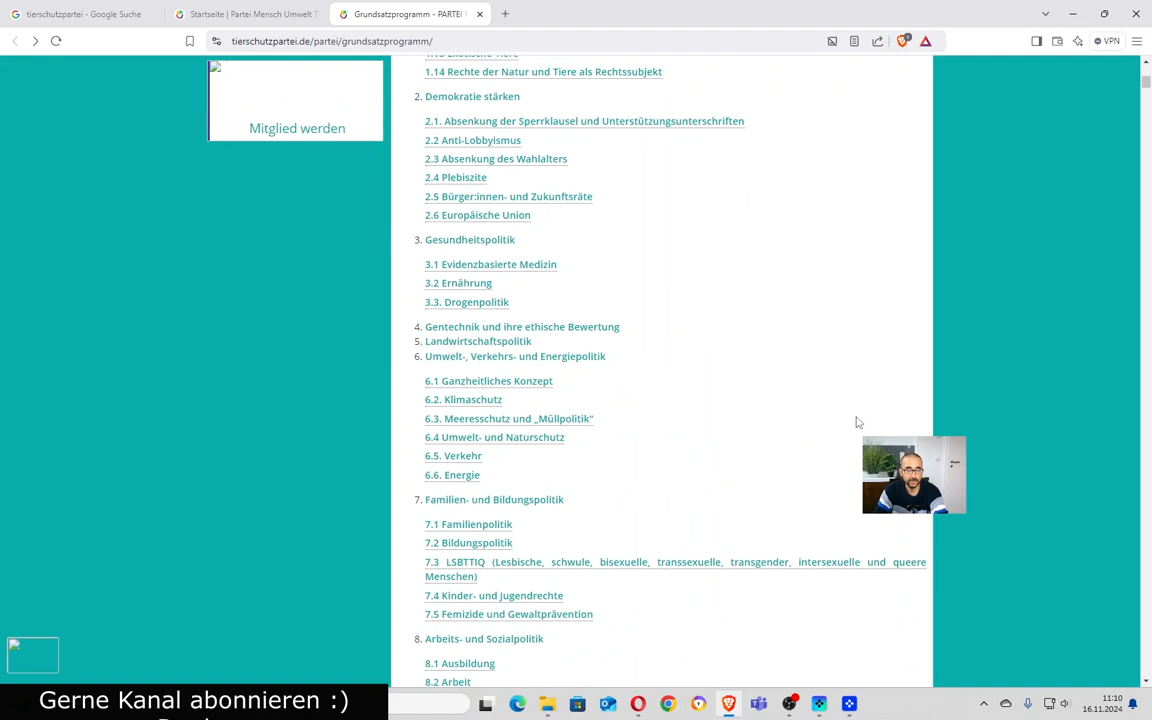 tierschutzpartei - Google Suche
Startseite | Partei Mensch Umwelt T
Grundsatzprogramm - PARTEI
tierschutzpartei.de/partei/grundsatzprogramm/
VPN
Mitglied werden
1.14 Rechte der Natur und Tiere als Rechtssubjekt
2. Demokratie stärken
2.1. Absenkung der Sperrklausel und Unterstützungsunterschriften
2.2 Anti-Lobbyismus
2.3 Absenkung des Wahlalters
2.4 Plebiszite
2.5 Bürger:innen- und Zukunftsräte
2.6 Europäische Union
3. Gesundheitspolitik
3.1 Evidenzbasierte Medizin
3.2 Ernährung
3.3. Drogenpolitik
4. Gentechnik und ihre ethische Bewertung
5. Landwirtschaftspolitik
6. Umwelt-, Verkehrs- und Energiepolitik
6.1 Ganzheitliches Konzept
6.2. Klimaschutz
6.3. Meeresschutz und „Müllpolitik“
6.4 Umwelt- und Naturschutz
6.5. Verkehr
6.6. Energie
7. Familien- und Bildungspolitik
7.1 Familienpolitik
7.2 Bildungspolitik
7.3 LSBTTIQ (Lesbische, schwule, bisexuelle, transsexuelle, transgender, intersexuelle und queere
Menschen)
7.4 Kinder- und Jugendrechte
7.5 Femizide und Gewaltprävention
8. Arbeits- und Sozialpolitik
8.1 Ausbildung
8.2 Arbeit
Gerne Kanal abonnieren :)
11:10
16.11.2024